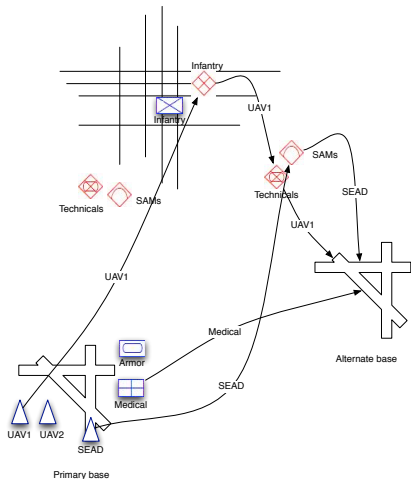 Infantry
UAV1
Infantry
SAMs
Technicals
SEAD
Technicals
SAMs
UAV1
UAV1
Medical
Armor
Alternate base
SEAD
Medical
UAV1
UAV2
SEAD
Primary base